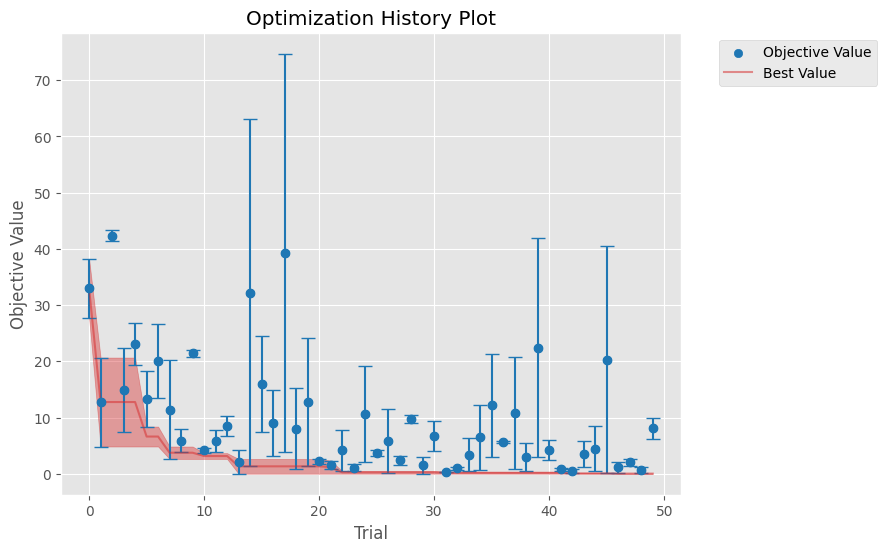 Optimization History Plot
Objective Value
Best Value
Objective Value
70
60
50
40
30
20
10
0
0 10 20 30 40 50
Trial